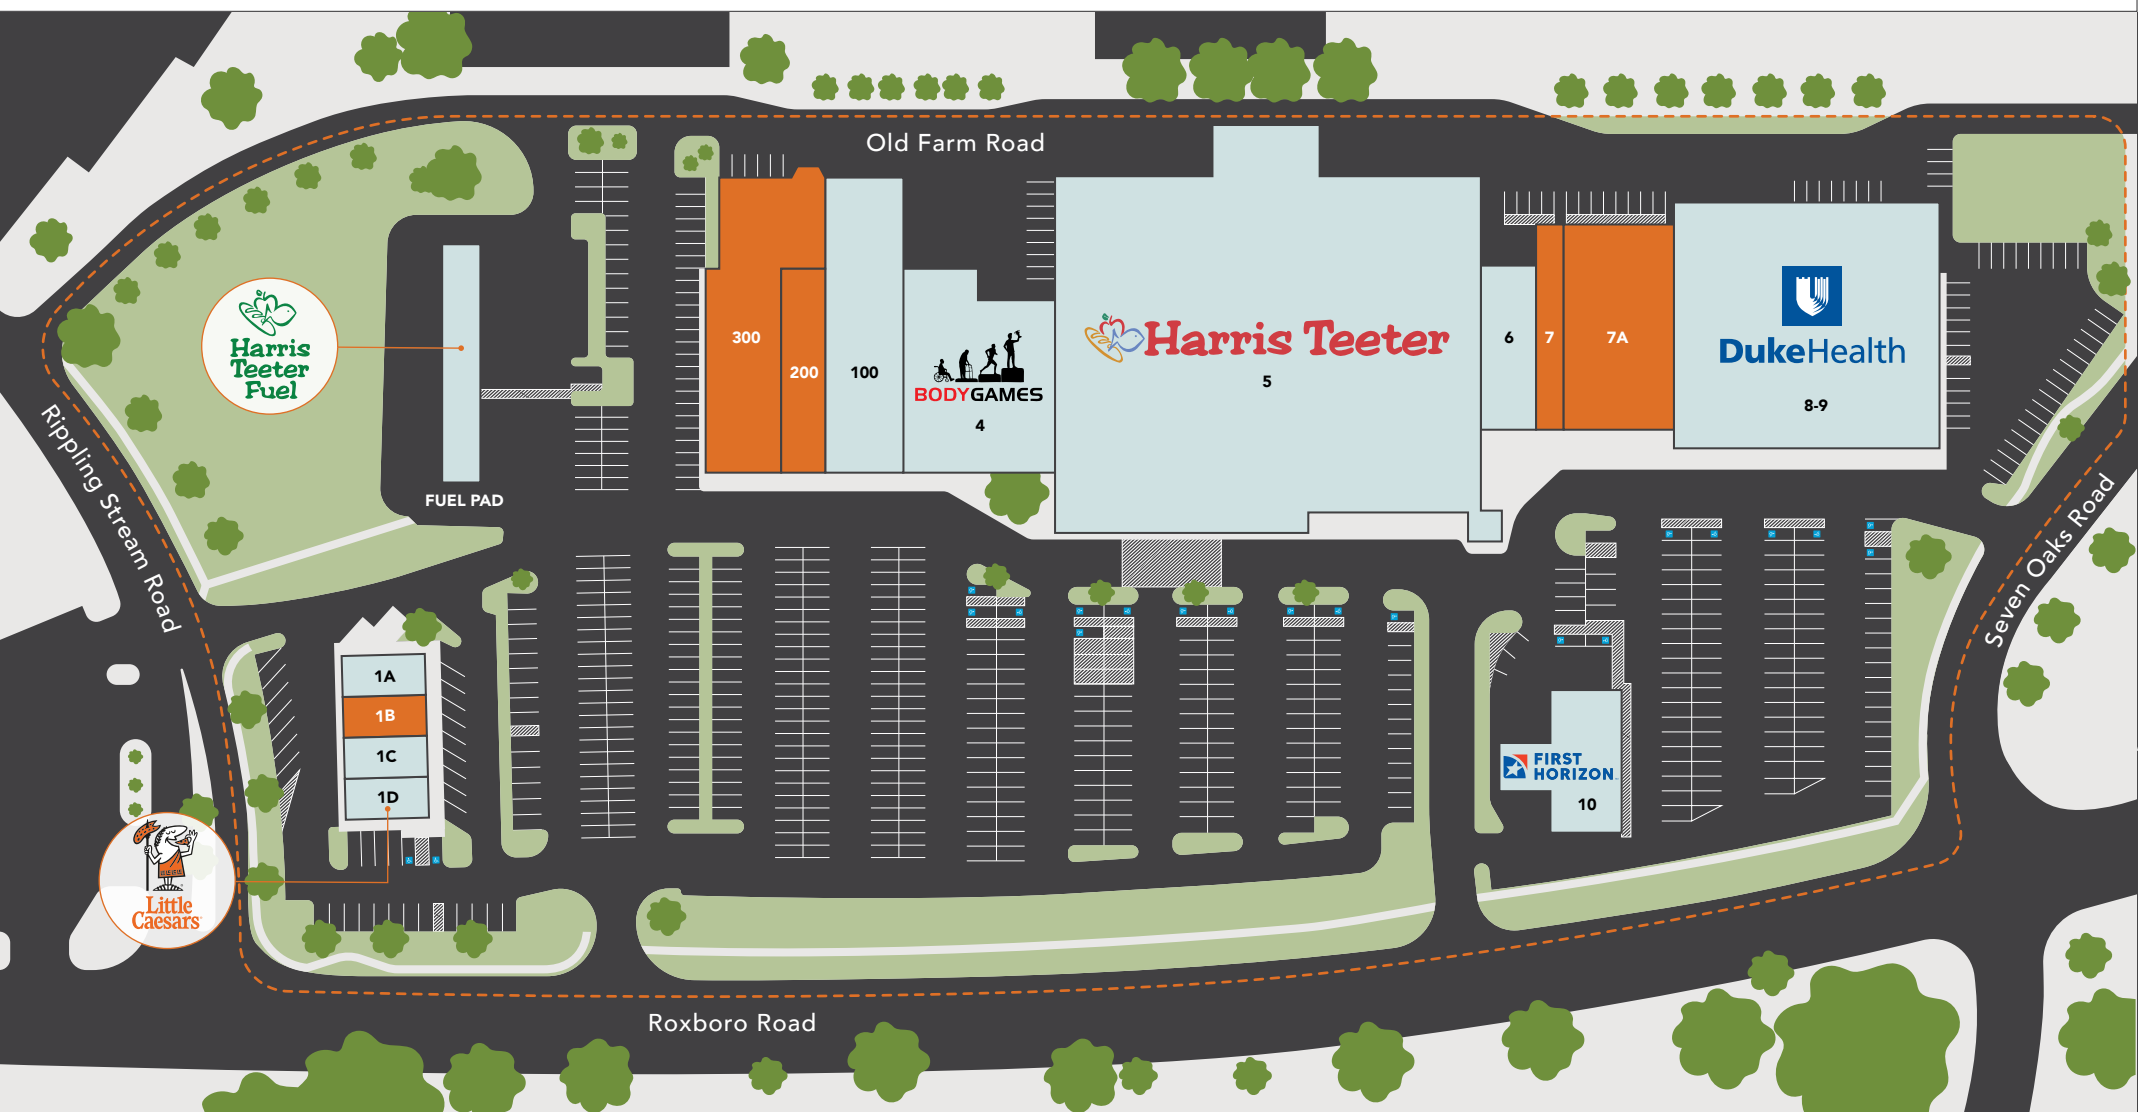 Old Farm Road
Harris
Teeter
Fuel
FUEL PAD
300
200
100
BODYGAMES
4
Harris Teeter
5
6
7
7A
DukeHealth
8-9
Rippling Stream Road
Seven Oaks Road
1A
1B
1C
1D
Little
Caesars
FIRST
HORIZON
10
Roxboro Road